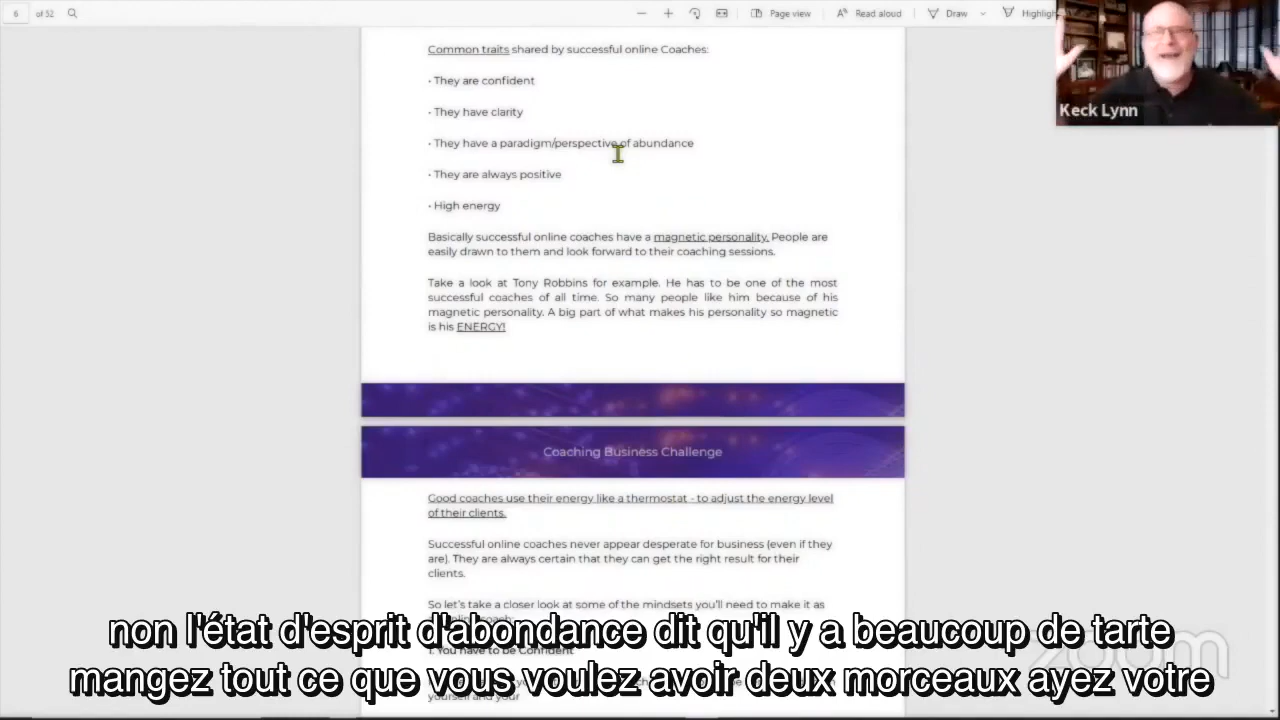 6 of 52
Page view
Read aloud
Draw
Highligh
Keck Lynn
Common traits shared by successful online Coaches:
• They are confident
• They have clarity
• They have a paradigm/perspective of abundance
• They are always positive
• High energy
Basically successful online coaches have a magnetic personality. People are
easily drawn to them and look forward to their coaching sessions.
Take a look at Tony Robbins for example. He has to be one of the most
successful coaches of all time. So many people like him because of his
magnetic personality. A big part of what makes his personality so magnetic
is his ENERGY!
Coaching Business Challenge
Good coaches use their energy like a thermostat - to adjust the energy level
of their clients.
Successful online coaches never appear desperate for business (even if they
are). They are always certain that they can get the right result for their
clients.
So let's take a closer look at some of the mindsets you'll need to make it as
1. You have to be Confident
yourself and your
zoom
non l'état d'esprit d'abondance dit qu'il y a beaucoup de tarte
mangez tout ce que vous voulez avoir deux morceaux ayez votre